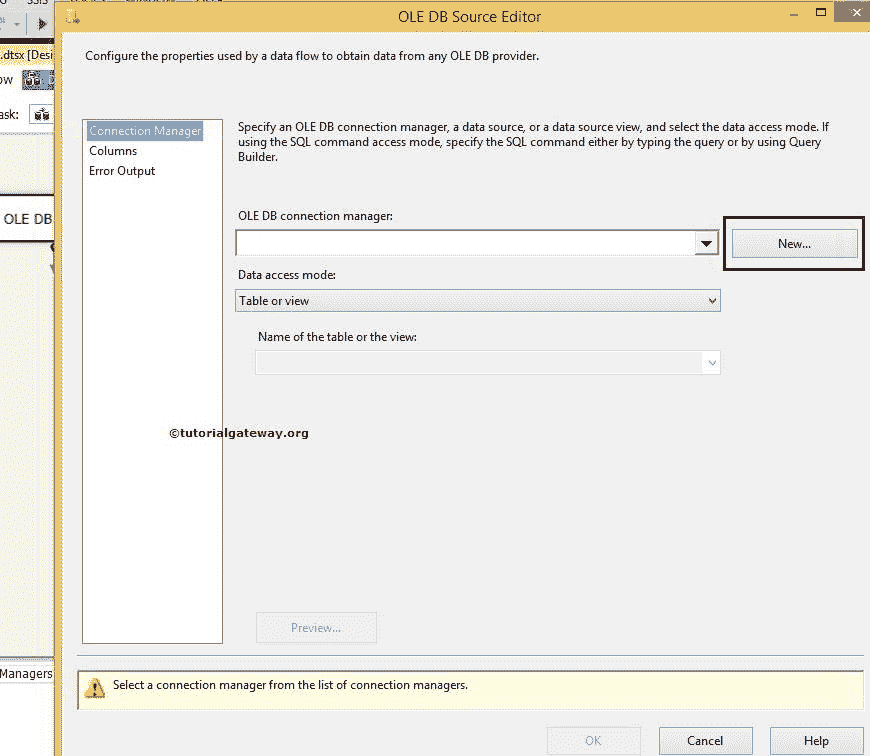 OLE DB Source Editor
.dtsx [Desi
Configure the properties used by a data flow to obtain data from any OLE DB provider.
ow
ask:
Connection Manager
Columns
Error Output
Specify an OLE DB connection manager, a data source, or a data source view, and select the data access mode. If
using the SQL command access mode, specify the SQL command either by typing the query or by using Query
Builder.
OLE DB
OLE DB connection manager:
New...
Data access mode:
Table or view
Name of the table or the view:
©tutorialgateway.org
Preview...
Managers
Select a connection manager from the list of connection managers.
OK
Cancel
Help